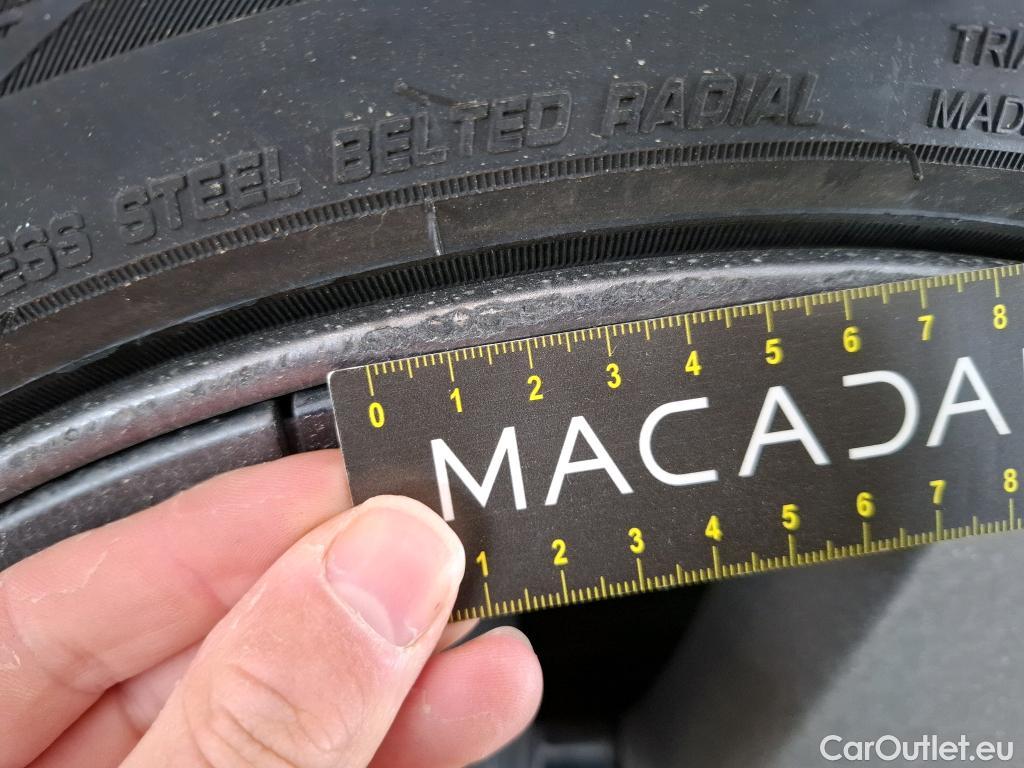 TRIA
MAD
ESS STEEL BELTED RADIAL
0 1 2 3 4 5 6 7 8
MACADA
1 2 3 4 5 6 7 8
CarOutlet.eu